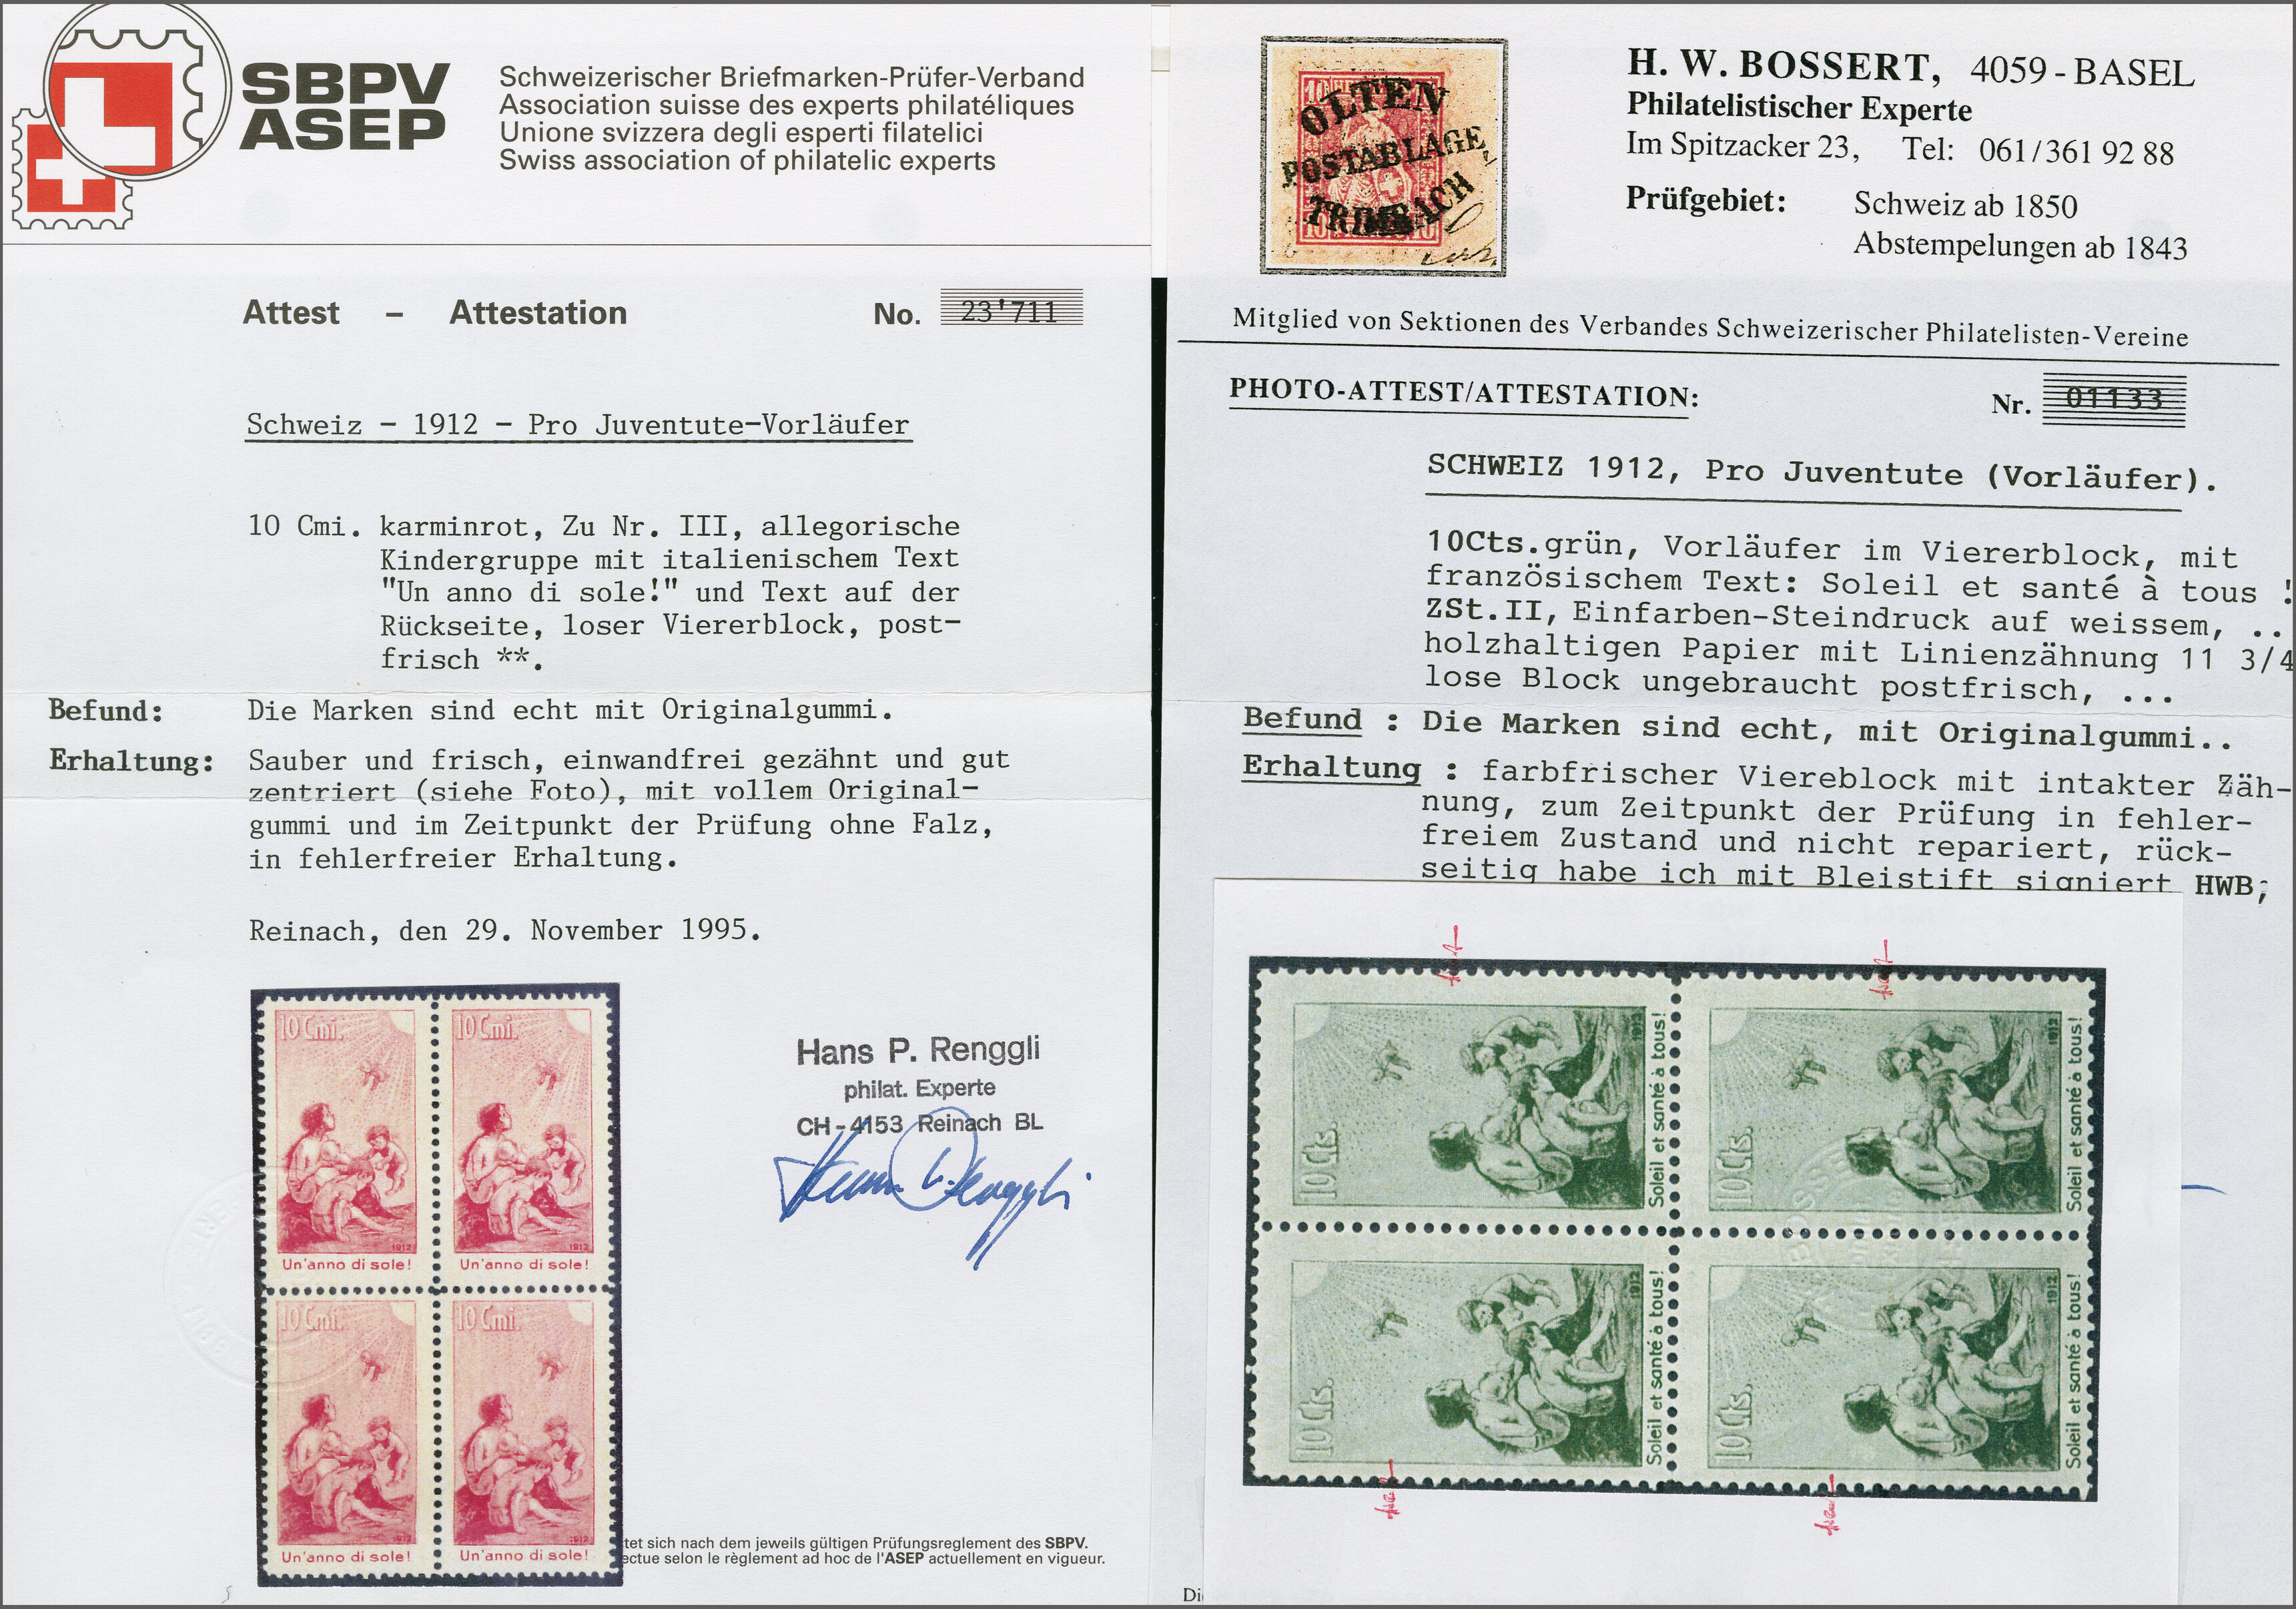 SBPV
ASEP
Schweizerischer Briefmarken-Prüfer-Verband
Association suisse des experts philatéliques
Unione svizzera degli esperti filatelici
Swiss association of philatelic experts
Attest – Attestation No. 23'711
Schweiz - 1912 - Pro Juventute-Vorläufer
10 Cmi. karminrot, Zu Nr. III, allegorische
Kindergruppe mit italienischem Text
"Un anno di sole!" und Text auf der
Rückseite, loser Viererblock, post-
frisch **.
Befund: Die Marken sind echt mit Originalgummi.
Erhaltung: Sauber und frisch, einwandfrei gezähnt und gut
zentriert (siehe Foto), mit vollem Original-
gummi und im Zeitpunkt der Prüfung ohne Falz,
in fehlerfreier Erhaltung.
Reinach, den 29. November 1995.
10 Cmi. 10 Cmi.
1912 1912
Un'anno di sole! Un'anno di sole!
10 Cmi. 10 Cmi.
1912 1912
Un'anno di sole! Un'anno di sole!
Hans P. Renggli
philat. Experte
CH-4153 Reinach BL
Hans P. Renggli
tet sich nach dem jeweils gültigen Prüfungsreglement des SBPV.
ectue selon le règlement ad hoc de l'ASEP actuellement en vigueur.
10
OLTEN
POSTABLAGE
TRIMBACH
10 10
H. W. BOSSERT, 4059 - BASEL
Philatelistischer Experte
Im Spitzacker 23, Tel: 061/361 92 88
Prüfgebiet: Schweiz ab 1850
Abstempelungen ab 1843
Mitglied von Sektionen des Verbandes Schweizerischer Philatelisten-Vereine
PHOTO-ATTEST/ATTESTATION: Nr. 01133
SCHWEIZ 1912, Pro Juventute (Vorläufer).
10Cts.grün, Vorläufer im Viererblock, mit
französischem Text: Soleil et santé à tous !
ZSt.II, Einfarben-Steindruck auf weissem, ..
holzhaltigen Papier mit Linienzähnung 11 3/4
lose Block ungebraucht postfrisch, ...
Befund : Die Marken sind echt, mit Originalgummi..
Erhaltung : farbfrischer Viereblock mit intakter Zäh-
nung, zum Zeitpunkt der Prüfung in fehler-
freiem Zustand und nicht repariert, rück-
seitig habe ich mit Bleistift signiert HWB;
10 Cts. 1912 Soleil et santé à tous!
10 Cts. 1912 Soleil et santé à tous!
10 Cts. 1912 Soleil et santé à tous!
10 Cts. 1912 Soleil et santé à tous!
Di